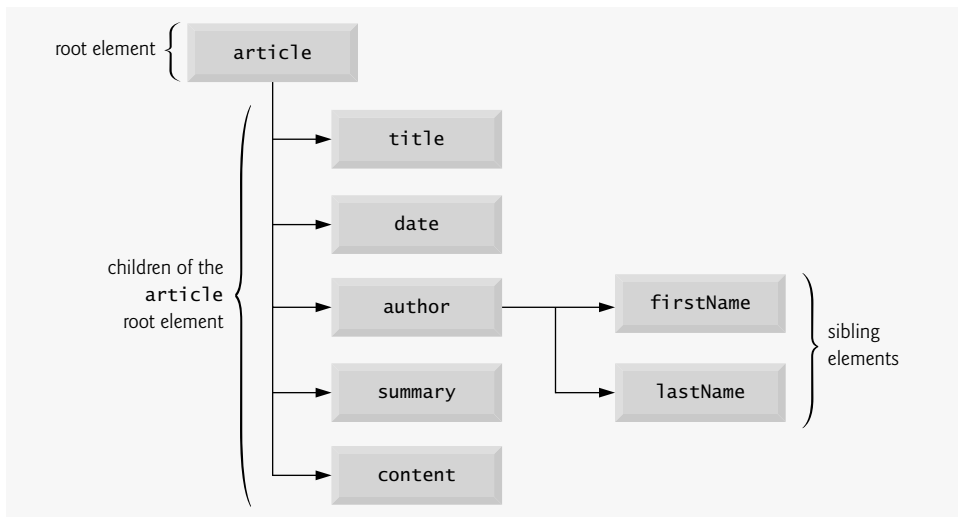 root element
article
title
date
children of the
article
root element
author
firstName
lastName
sibling
elements
summary
content